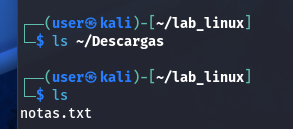 ┌──(user㉿kali)-[~/lab_linux]
└─$ ls ~/Descargas
┌──(user㉿kali)-[~/lab_linux]
└─$ ls
notas.txt